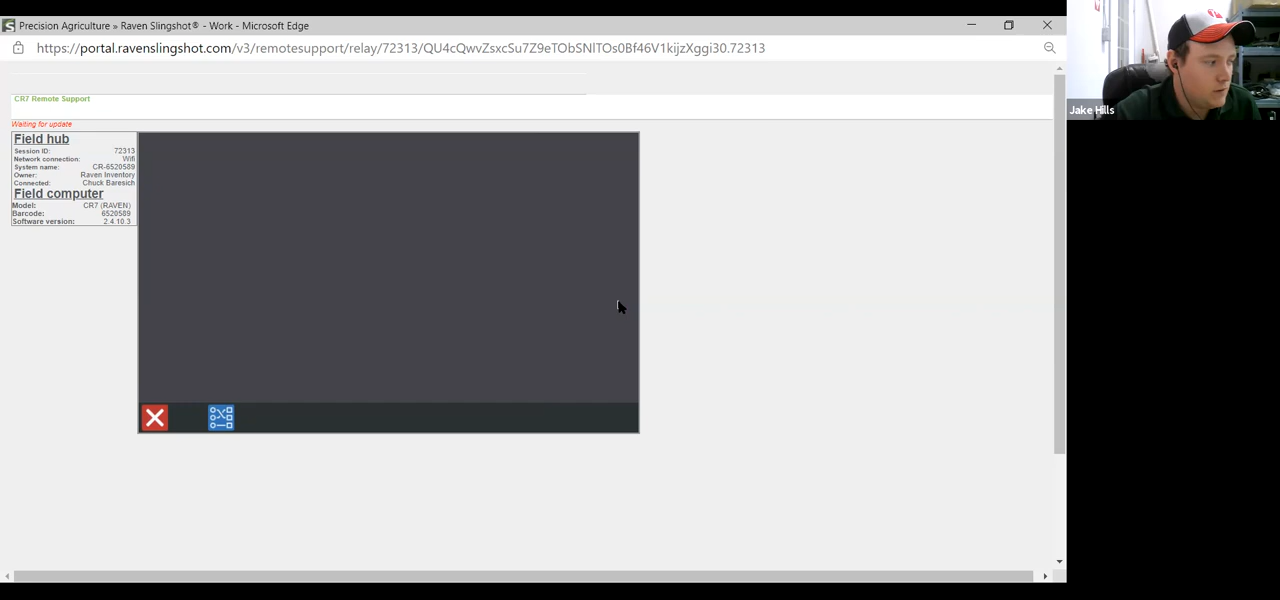 Precision Agriculture » Raven Slingshot® - Work - Microsoft Edge
https://portal.ravenslingshot.com/v3/remotesupport/relay/72313/QU4cQwvZsxcSu7Z9eTObSNlTOs0Bf46V1kijzXggi30.72313
CR7 Remote Support
Waiting for update
Field hub
Session ID: 72313
Network connection: Wifi
System name: CR-6520589
Owner: Raven Inventory
Connected: Chuck Baresich
Field computer
Model: CR7 (RAVEN)
Barcode: 6520589
Software version: 2.4.10.3
Jake Hills